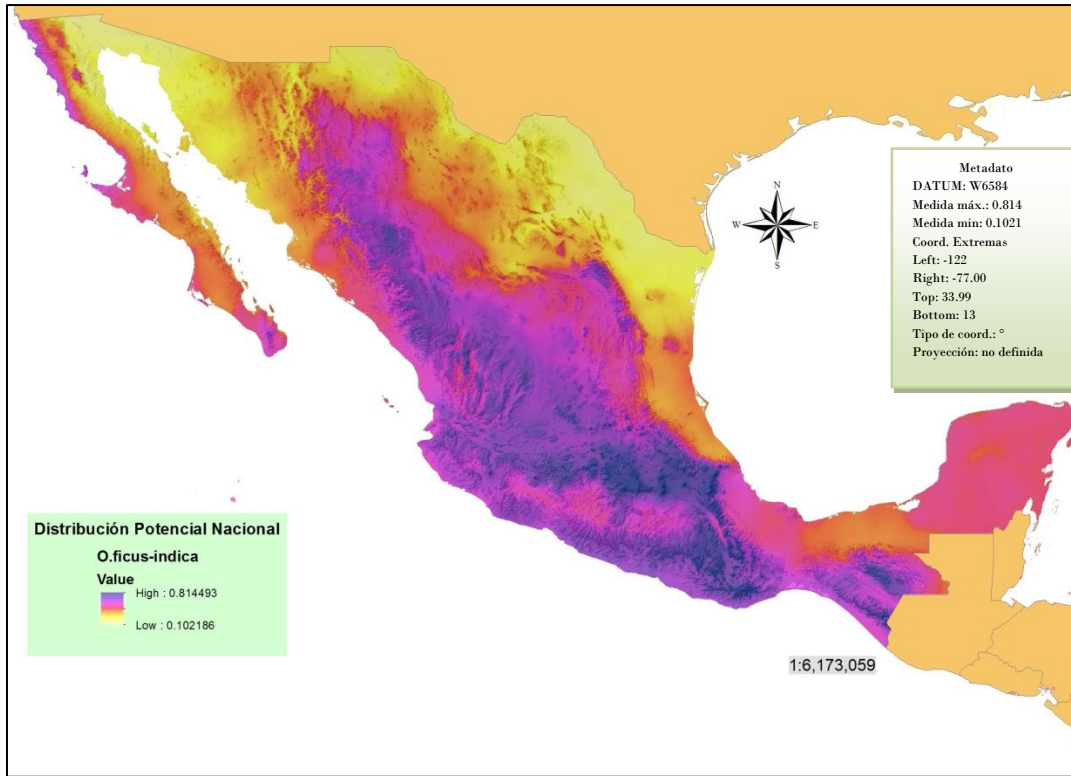 N
W
E
S
Metadato
DATUM: W6584
Medida máx.: 0.814
Medida min: 0.1021
Coord. Extremas
Left: -122
Right: -77.00
Top: 33.99
Bottom: 13
Tipo de coord.: °
Proyección: no definida
Distribución Potencial Nacional
O.ficus-indica
Value
High : 0.814493
Low : 0.102186
1:6,173,059